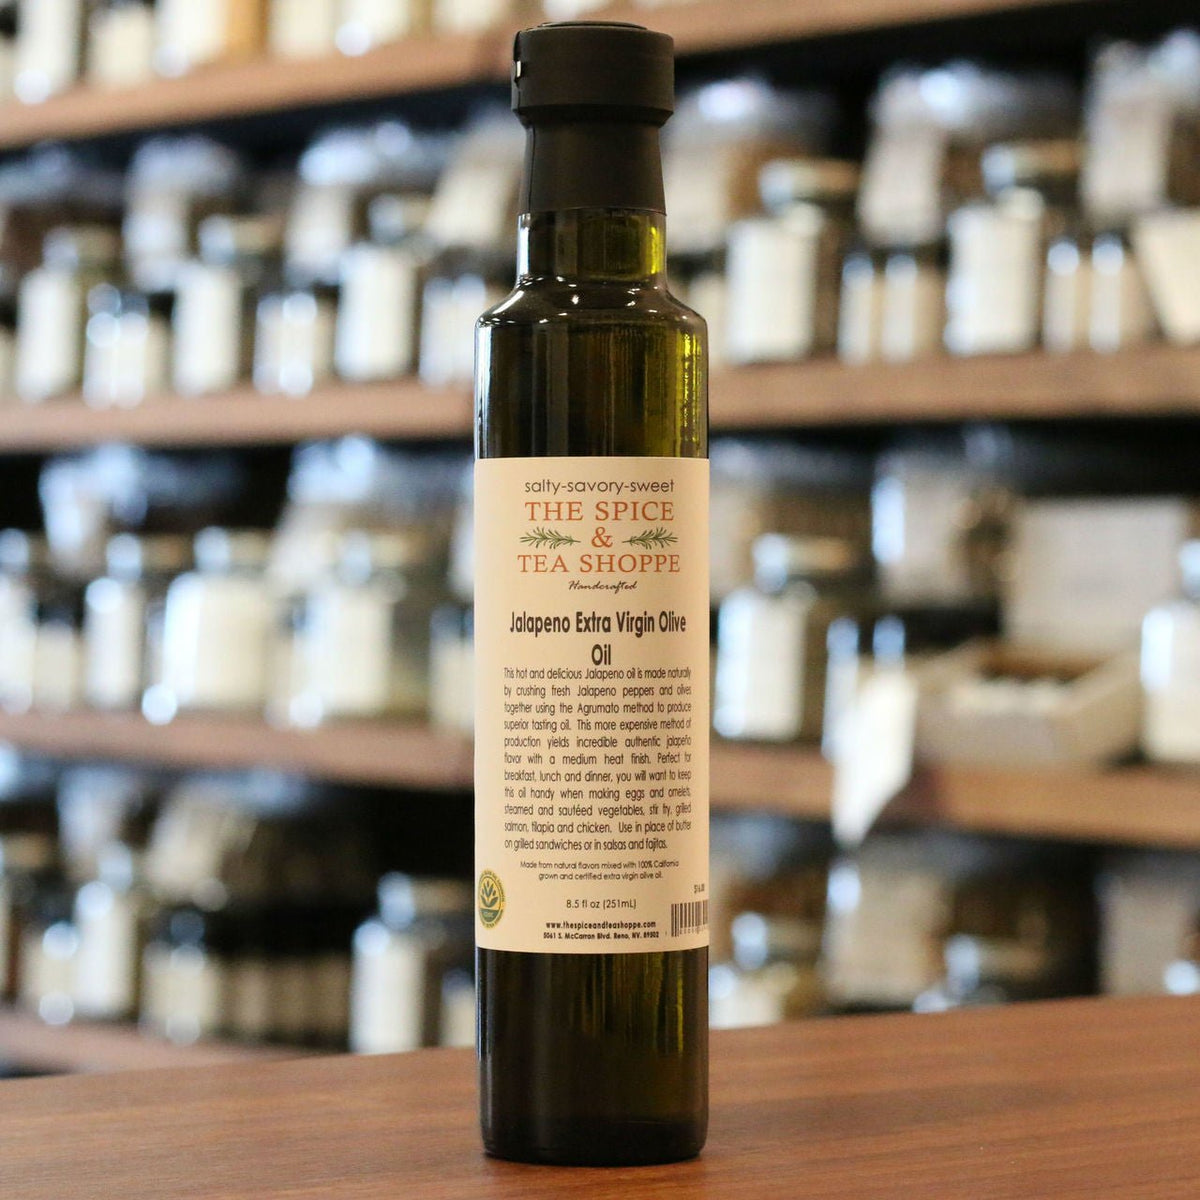 salty-savory-sweet
THE SPICE
&
TEA SHOPPE
Handcrafted
Jalapeno Extra Virgin Olive
Oil
This hot and delicious Jalapeno oil is made naturally
by crushing fresh Jalapeno peppers and olives
together using the Agrumato method to produce
superior tasting oil. This more expensive method of
production yields incredible authentic jalapeño
flavor with a medium heat finish. Perfect for
breakfast, lunch and dinner, you will want to keep
this oil handy when making eggs and omelets,
steamed and sautéed vegetables, stir fry, grilled
salmon, tilapia and chicken. Use in place of butter
on grilled sandwiches or in salsas and fajitas.
Made from natural flavors mixed with 100% California
grown and certified extra virgin olive oil.
8.5 fl oz (251mL)
www.thespiceandteashoppe.com
5061 S. McCarran Blvd. Reno, NV. 89502